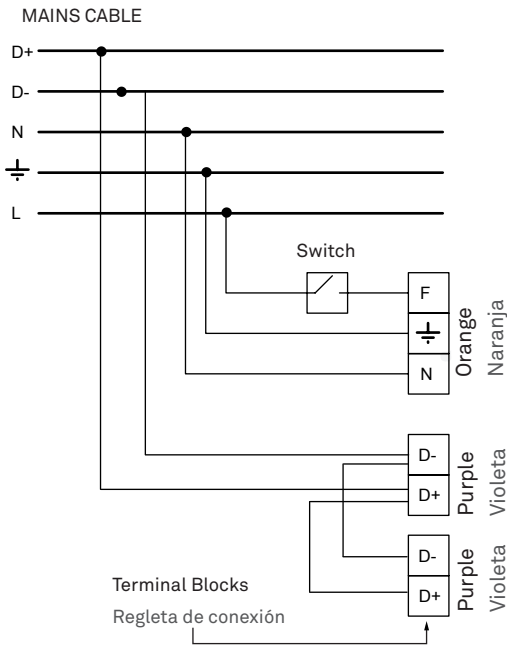 MAINS CABLE
D+
D-
N
L
Switch
F
N
Orange
Naranja
D-
D+
Purple
Violeta
D-
D+
Purple
Violeta
Terminal Blocks
Regleta de conexión